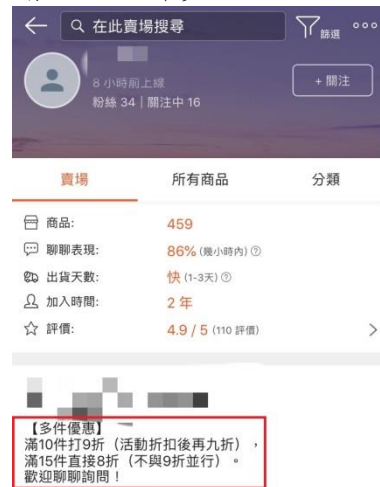 在此賣場搜尋
篩選
8 小時前上線
粉絲 34 | 關注中 16
+ 關注
賣場 所有商品 分類
商品: 459
聊聊表現: 86% (幾小時內)
出貨天數: 快 (1-3天)
加入時間: 2 年
評價: 4.9 / 5 (110 評價)
【多件優惠】
滿10件打9折（活動折扣後再九折），
滿15件直接8折（不與9折並行）。
歡迎聊聊詢問！